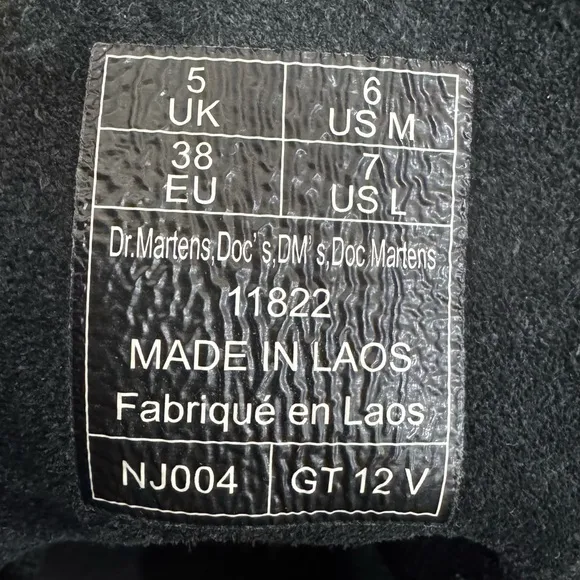 5 6
UK US M
38 7
EU US L
Dr.Martens,Doc's,DM's,Doc Martens
11822
MADE IN LAOS
Fabriqué en Laos
NJ004 GT 12 V